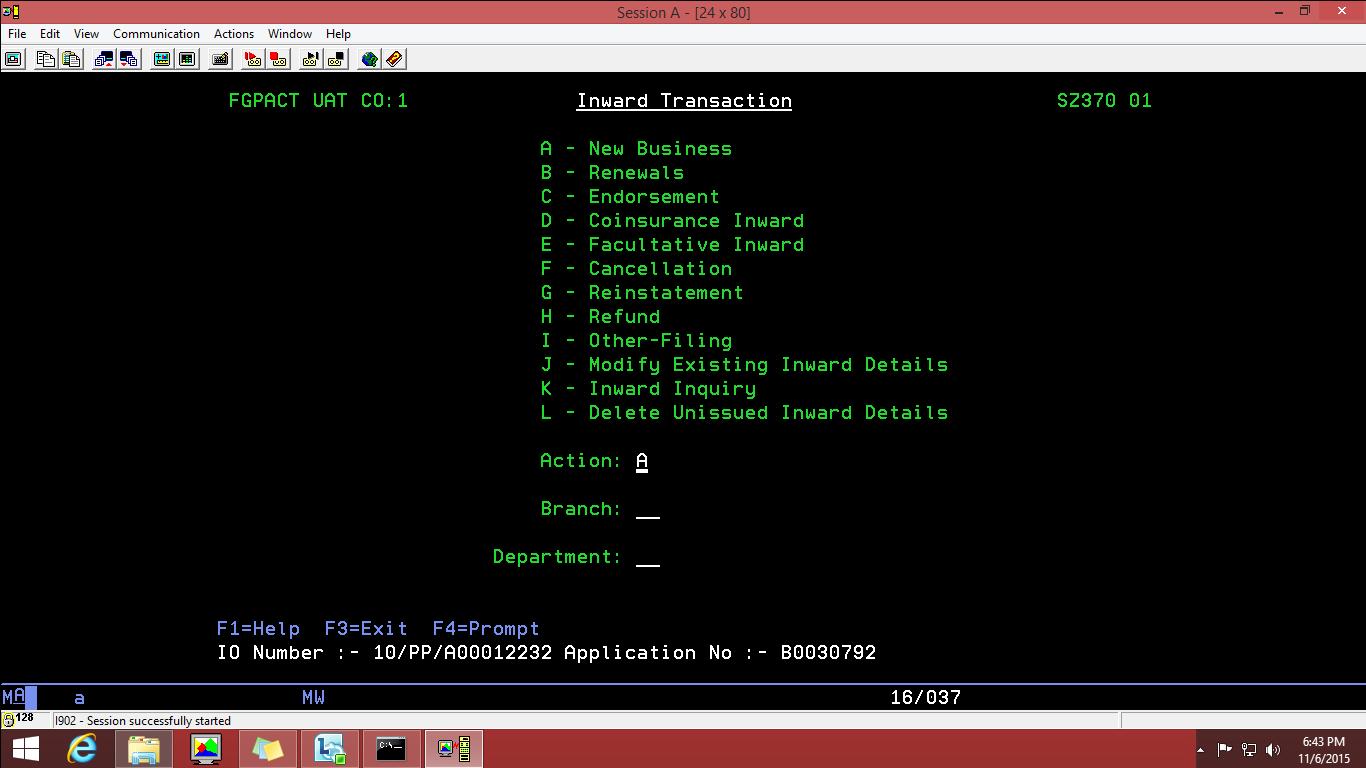 Session A - [24 x 80]
File Edit View Communication Actions Window Help
FGPACT UAT CO:1 Inward Transaction SZ370 01
A - New Business
B - Renewals
C - Endorsement
D - Coinsurance Inward
E - Facultative Inward
F - Cancellation
G - Reinstatement
H - Refund
I - Other-Filing
J - Modify Existing Inward Details
K - Inward Inquiry
L - Delete Unissued Inward Details
Action: A
Branch: __
Department: __
F1=Help F3=Exit F4=Prompt
IO Number :- 10/PP/A00012232 Application No :- B0030792
MA a MW 16/037
128 I902 - Session successfully started
C:\_
6:43 PM
11/6/2015